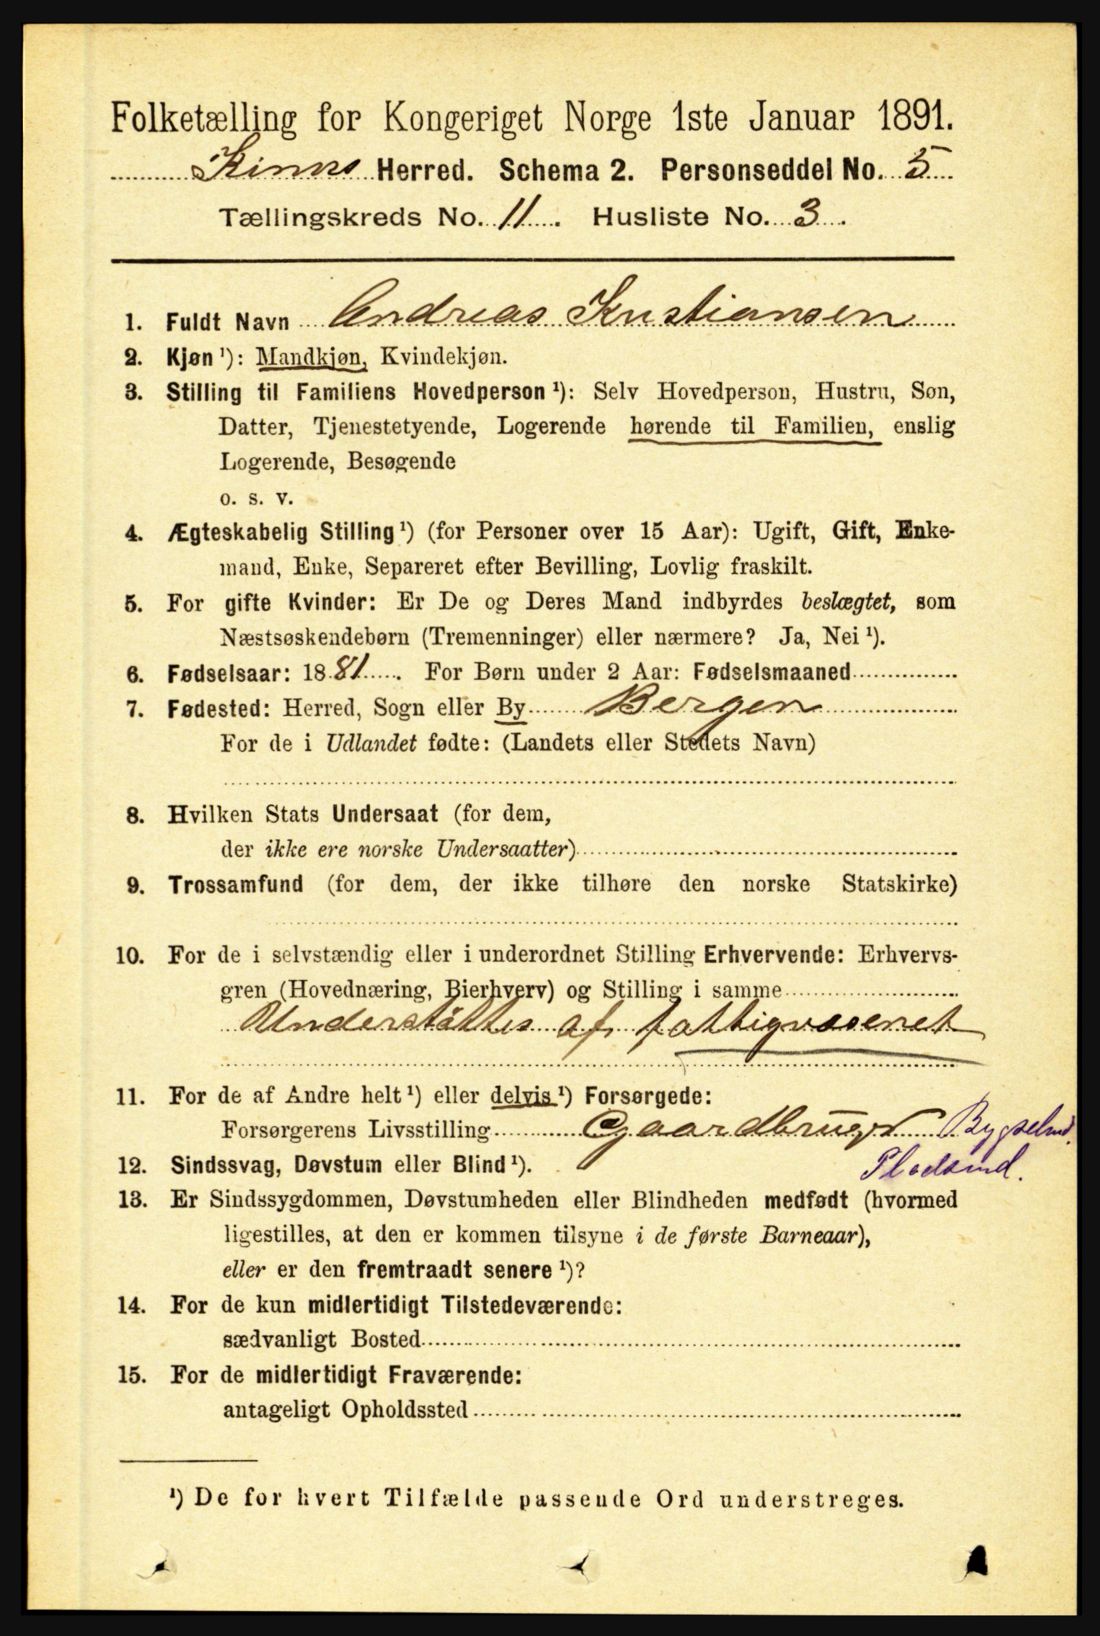 Folketælling for Kongeriget Norge 1ste Januar 1891.
Kinns Herred. Schema 2. Personseddel No. 5
Tællingskreds No. 11. Husliste No. 3.
1. Fuldt Navn Andreas Kristiansen
2. Kjøn ¹): Mandkjøn, Kvindekjøn.
3. Stilling til Familiens Hovedperson ¹): Selv Hovedperson, Hustru, Søn,
Datter, Tjenestetyende, Logerende hørende til Familien, enslig
Logerende, Besøgende
o. s. v.
4. Ægteskabelig Stilling ¹) (for Personer over 15 Aar): Ugift, Gift, Enke-
mand, Enke, Separeret efter Bevilling, Lovlig fraskilt.
5. For gifte Kvinder: Er De og Deres Mand indbyrdes beslægtet, som
Næstsøskendebørn (Tremenninger) eller nærmere? Ja, Nei ¹).
6. Fødselsaar: 1881. For Børn under 2 Aar: Fødselsmaaned
7. Fødested: Herred, Sogn eller By Bergen
For de i Udlandet fødte: (Landets eller Stedets Navn)
8. Hvilken Stats Undersaat (for dem,
der ikke ere norske Undersaatter)
9. Trossamfund (for dem, der ikke tilhøre den norske Statskirke)
10. For de i selvstændig eller i underordnet Stilling Erhvervende: Erhvervs-
gren (Hovednæring, Bierhverv) og Stilling i samme
Understøttes af fattigvæsenet
11. For de af Andre helt ¹) eller delvis ¹) Forsørgede:
Forsørgerens Livsstilling Gaardbruger
12. Sindssvag, Døvstum eller Blind ¹).
13. Er Sindssygdommen, Døvstumheden eller Blindheden medfødt (hvormed
ligestilles, at den er kommen tilsyne i de første Barneaar),
eller er den fremtraadt senere ¹)?
14. For de kun midlertidigt Tilstedeværende:
sædvanligt Bosted
15. For de midlertidigt Fraværende:
antageligt Opholdssted
¹) De for hvert Tilfælde passende Ord understreges.